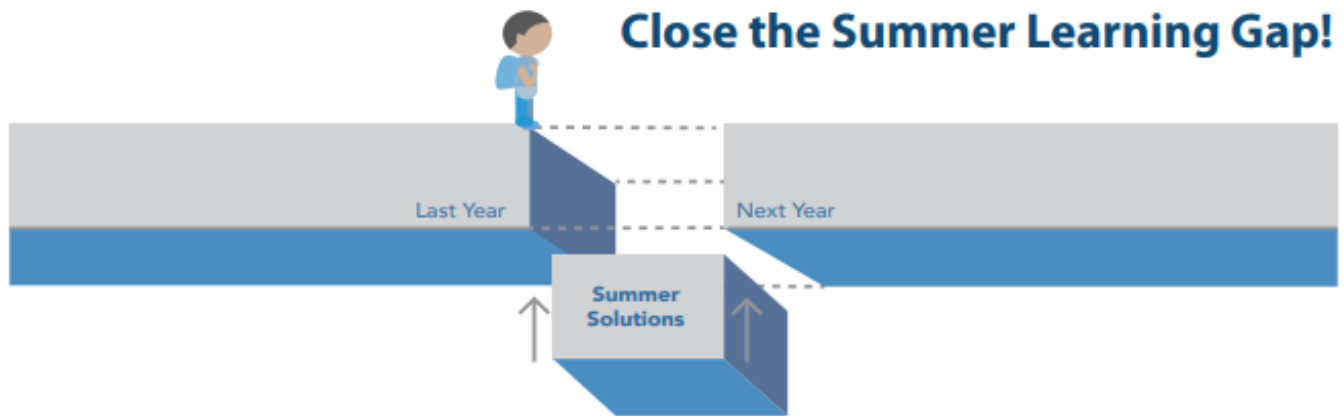 Close the Summer Learning Gap!
Last Year
Next Year
Summer
Solutions